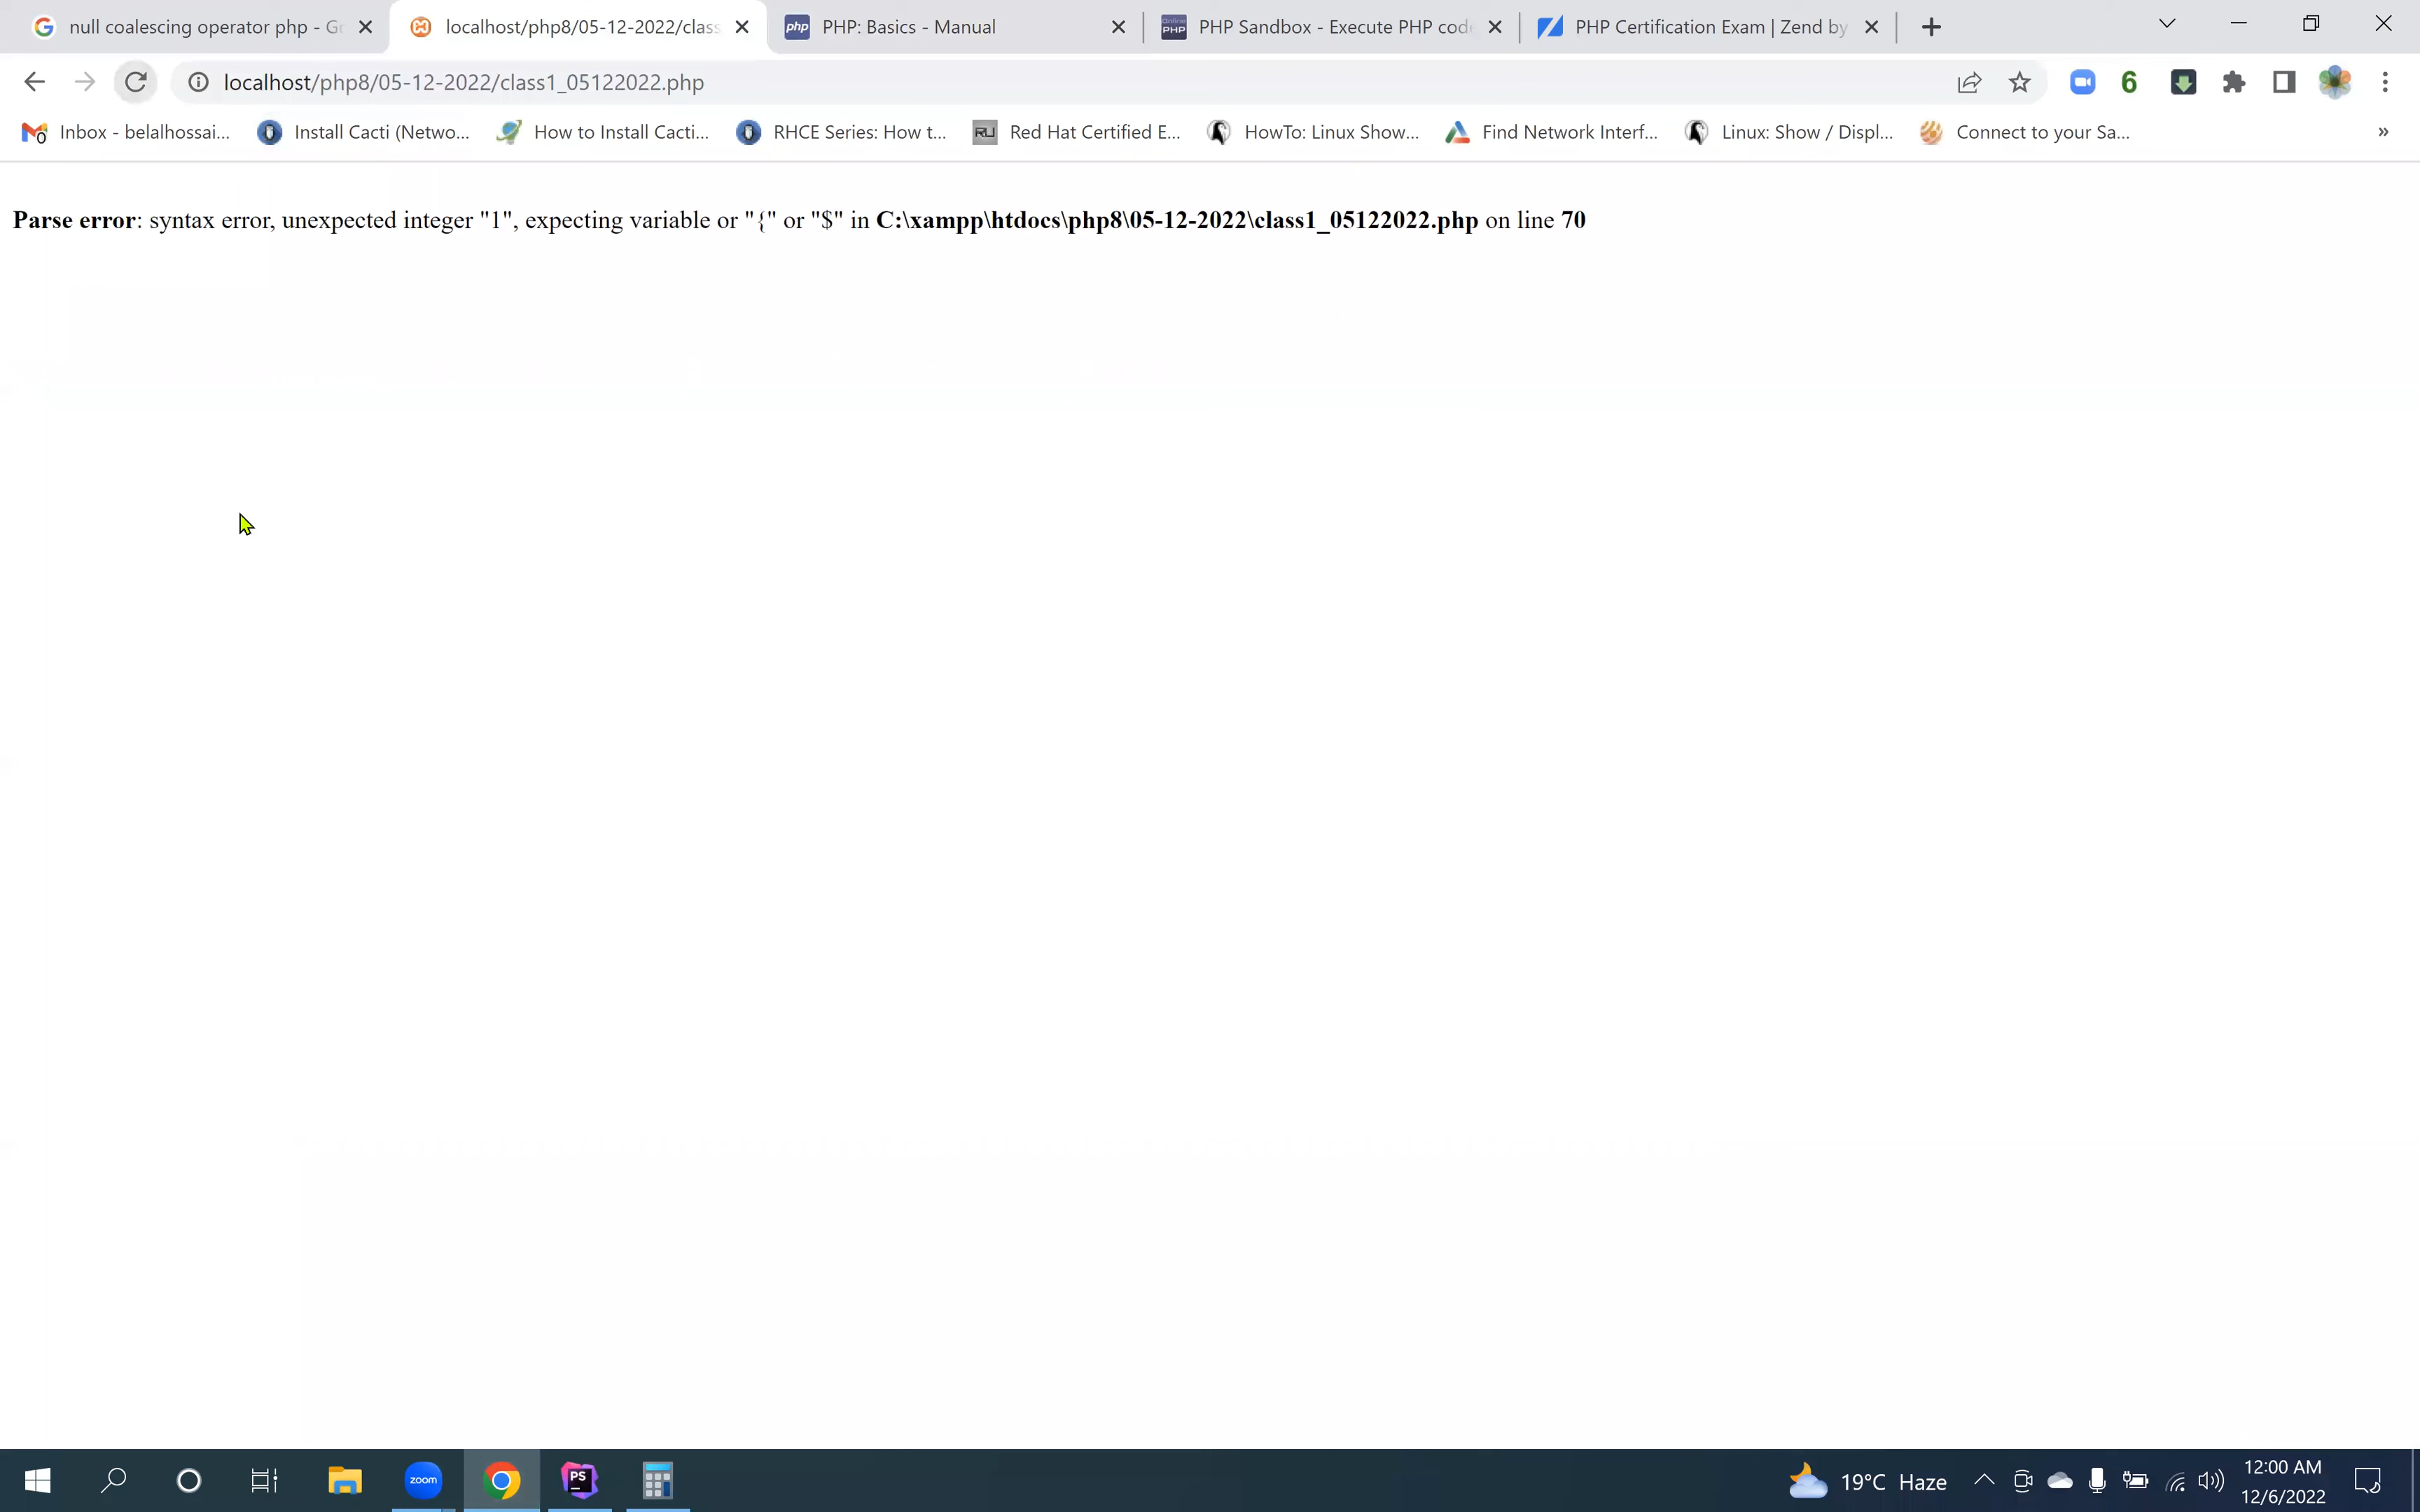 null coalescing operator php - Go
localhost/php8/05-12-2022/class
PHP: Basics - Manual
PHP Sandbox - Execute PHP code
PHP Certification Exam | Zend by
localhost/php8/05-12-2022/class1_05122022.php
6
Inbox - belalhossai...
Install Cacti (Netwo...
How to Install Cacti...
RHCE Series: How t...
Red Hat Certified E...
HowTo: Linux Show...
Find Network Interf...
Linux: Show / Displ...
Connect to your Sa...
»
Parse error: syntax error, unexpected integer "1", expecting variable or "{" or "$" in C:\xampp\htdocs\php8\05-12-2022\class1_05122022.php on line 70
zoom
PS
19°C Haze
12:00 AM
12/6/2022